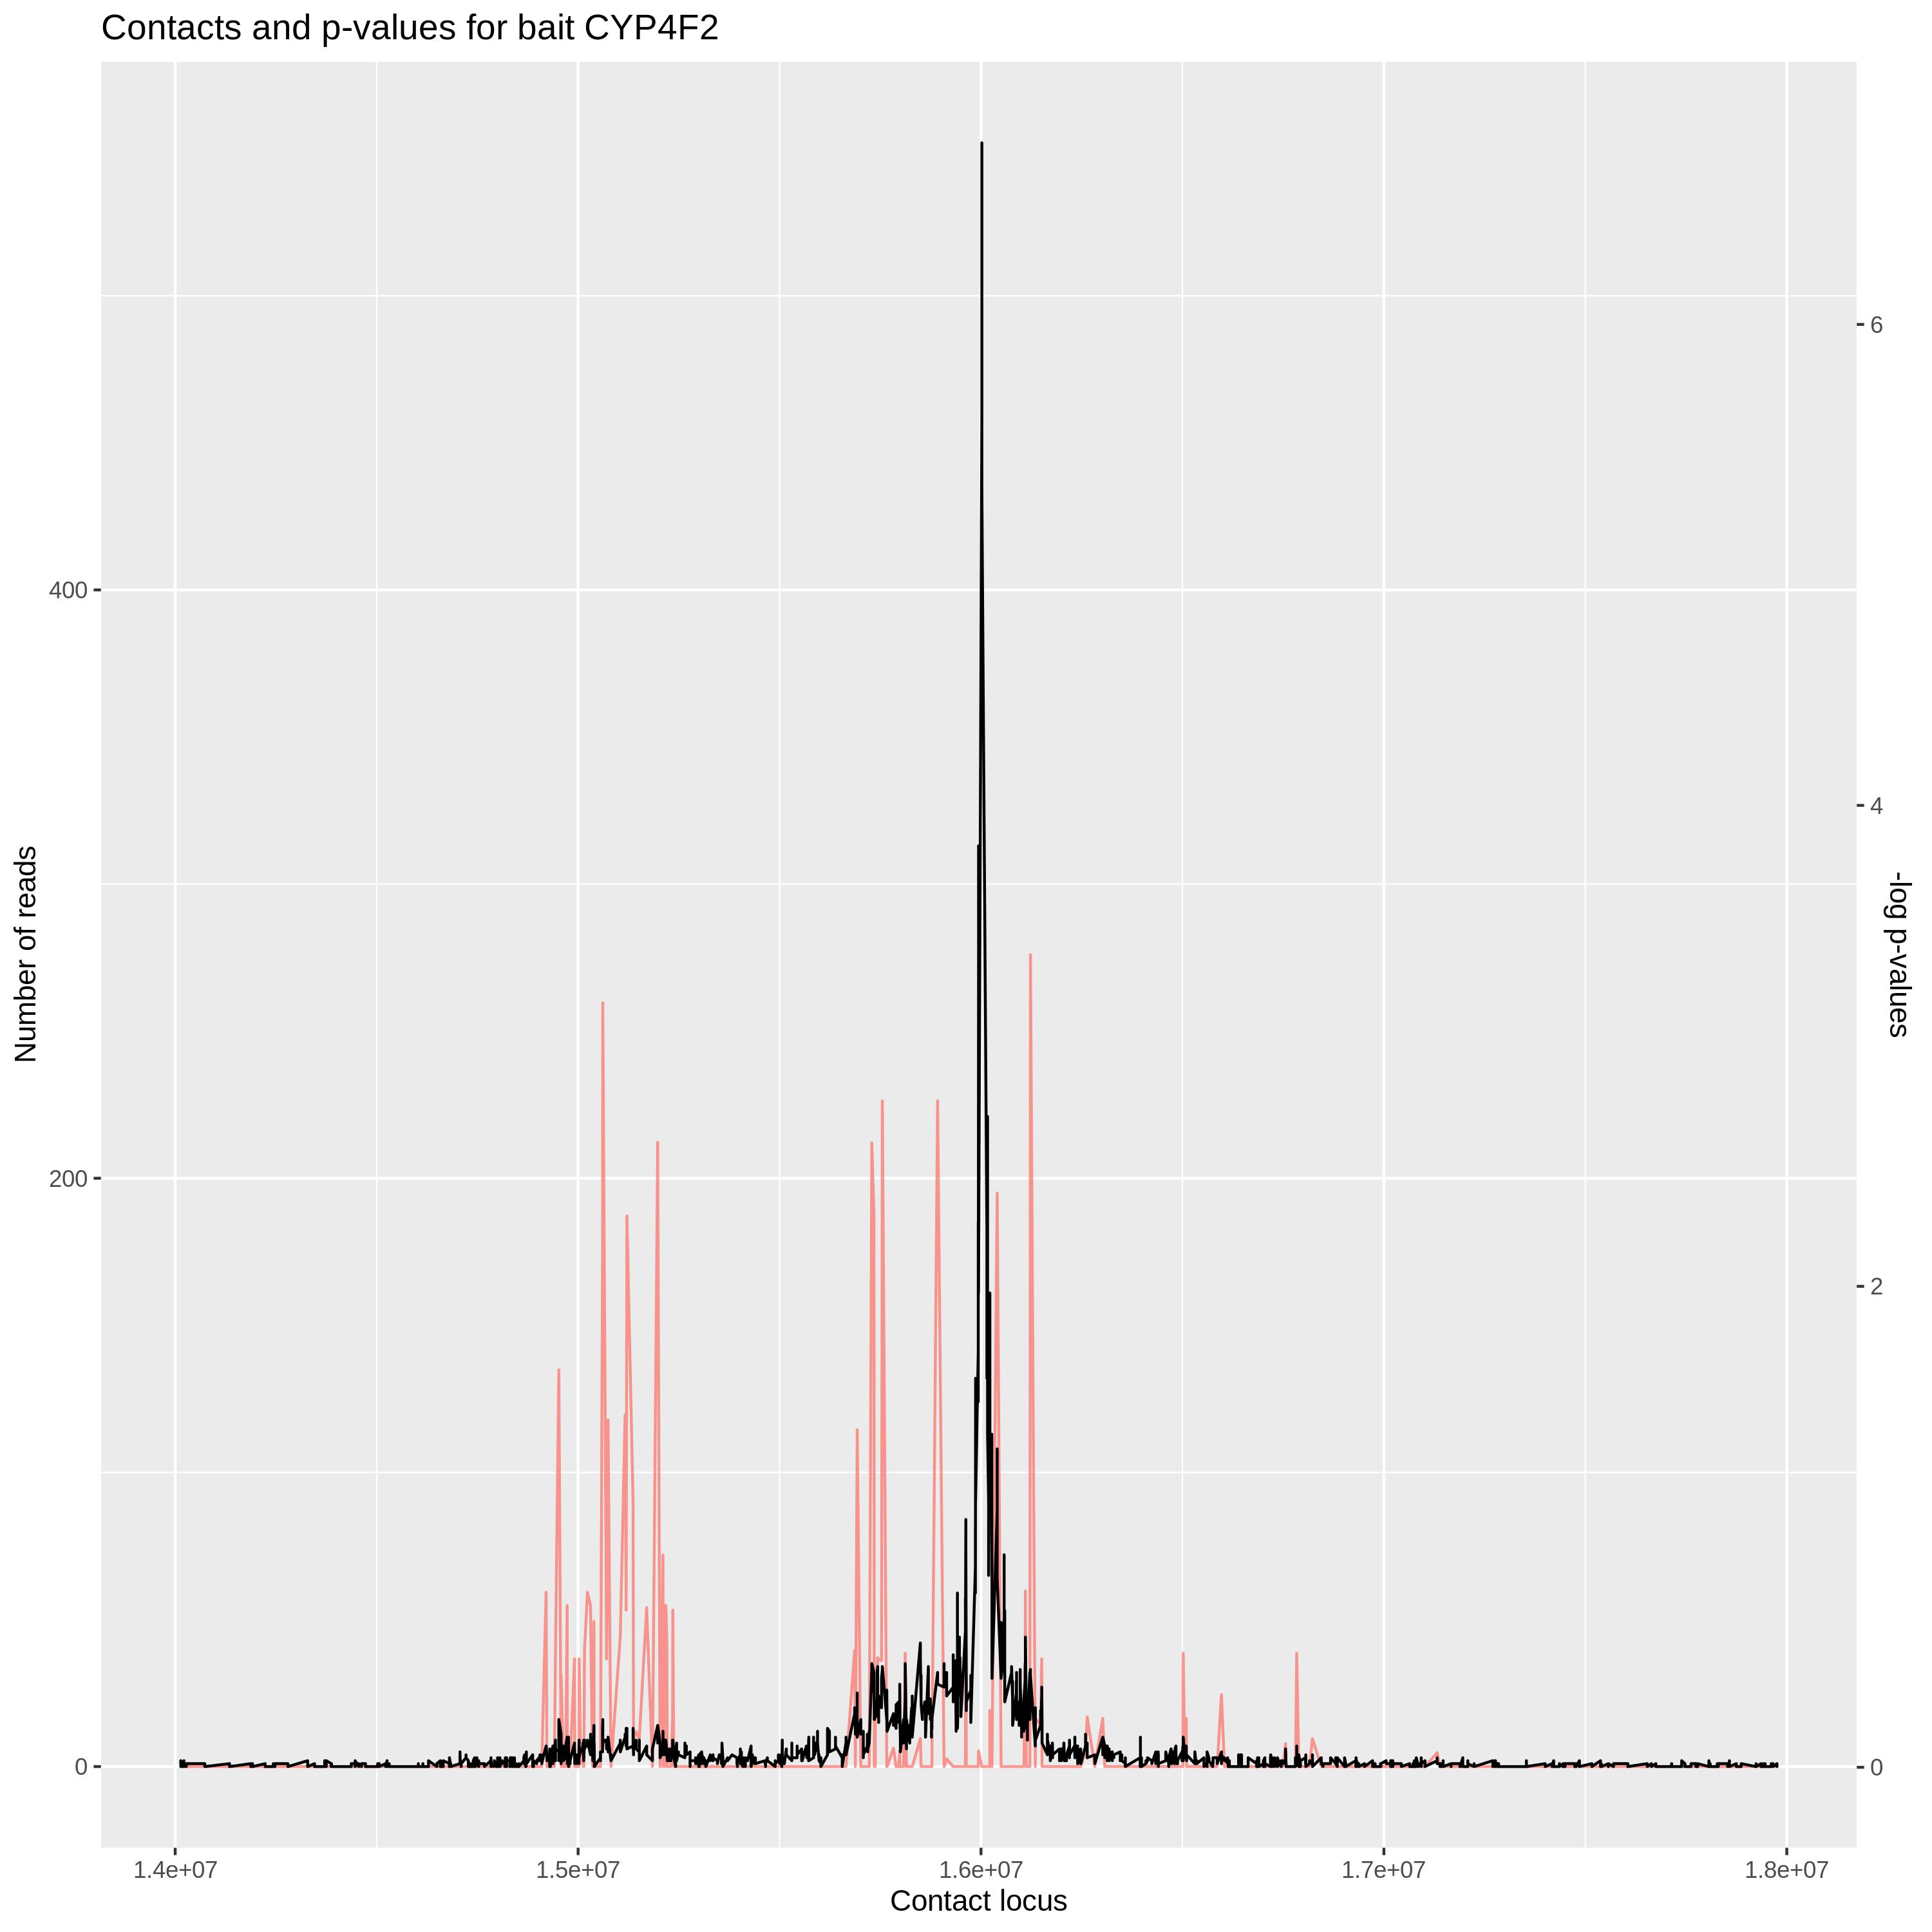 Contacts and p-values for bait CYP4F2
Number of reads
400
200
0
6
4
2
0
-log p-values
1.4e+07
1.5e+07
1.6e+07
1.7e+07
1.8e+07
Contact locus